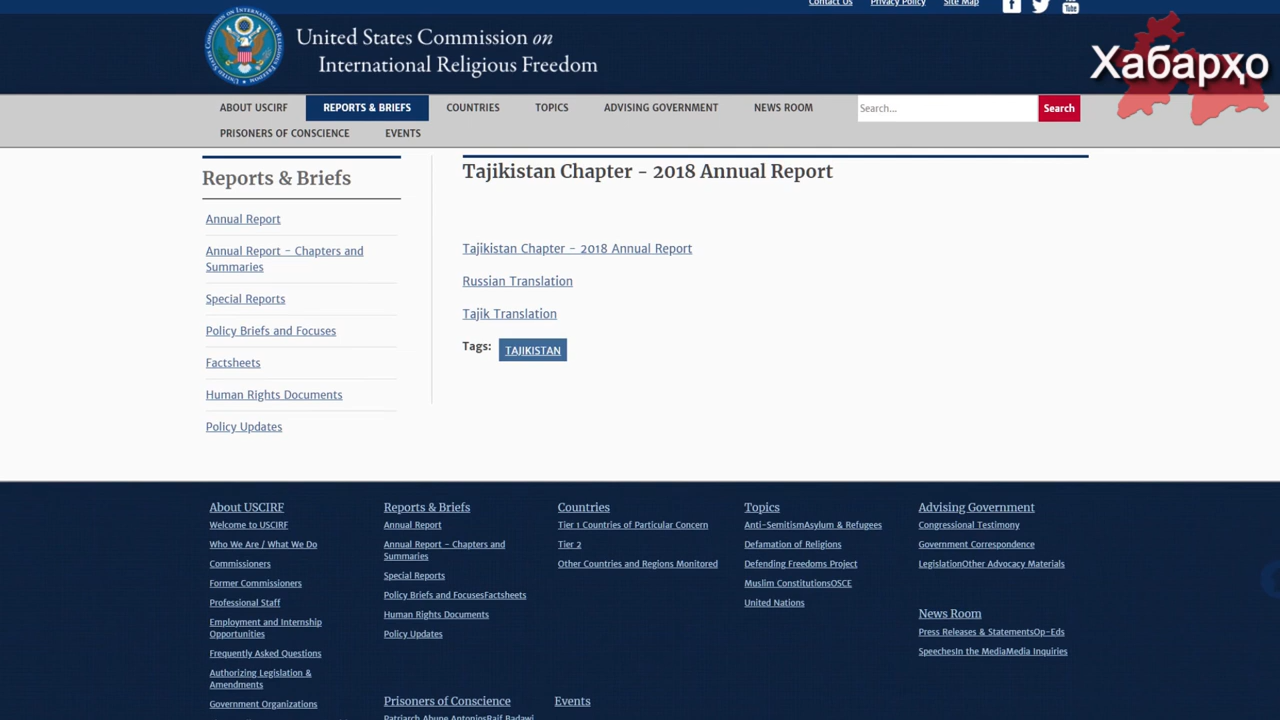 Contact Us Privacy Policy Site Map
United States Commission on
International Religious Freedom
Хабарҳо
ABOUT USCIRF REPORTS & BRIEFS COUNTRIES TOPICS ADVISING GOVERNMENT NEWS ROOM Search... Search
PRISONERS OF CONSCIENCE EVENTS
Reports & Briefs
Annual Report
Annual Report - Chapters and
Summaries
Special Reports
Policy Briefs and Focuses
Factsheets
Human Rights Documents
Policy Updates
Tajikistan Chapter - 2018 Annual Report
Tajikistan Chapter - 2018 Annual Report
Russian Translation
Tajik Translation
Tags: TAJIKISTAN
About USCIRF
Welcome to USCIRF
Who We Are / What We Do
Commissioners
Former Commissioners
Professional Staff
Employment and Internship
Opportunities
Frequently Asked Questions
Authorizing Legislation &
Amendments
Government Organizations
Reports & Briefs
Annual Report
Annual Report - Chapters and
Summaries
Special Reports
Policy Briefs and FocusesFactsheets
Human Rights Documents
Policy Updates
Prisoners of Conscience
Patriarch Abune AntoniosRaif Badawi
Countries
Tier 1 Countries of Particular Concern
Tier 2
Other Countries and Regions Monitored
Events
Topics
Anti-SemitismAsylum & Refugees
Defamation of Religions
Defending Freedoms Project
Muslim ConstitutionsOSCE
United Nations
Advising Government
Congressional Testimony
Government Correspondence
LegislationOther Advocacy Materials
News Room
Press Releases & StatementsOp-Eds
SpeechesIn the MediaMedia Inquiries